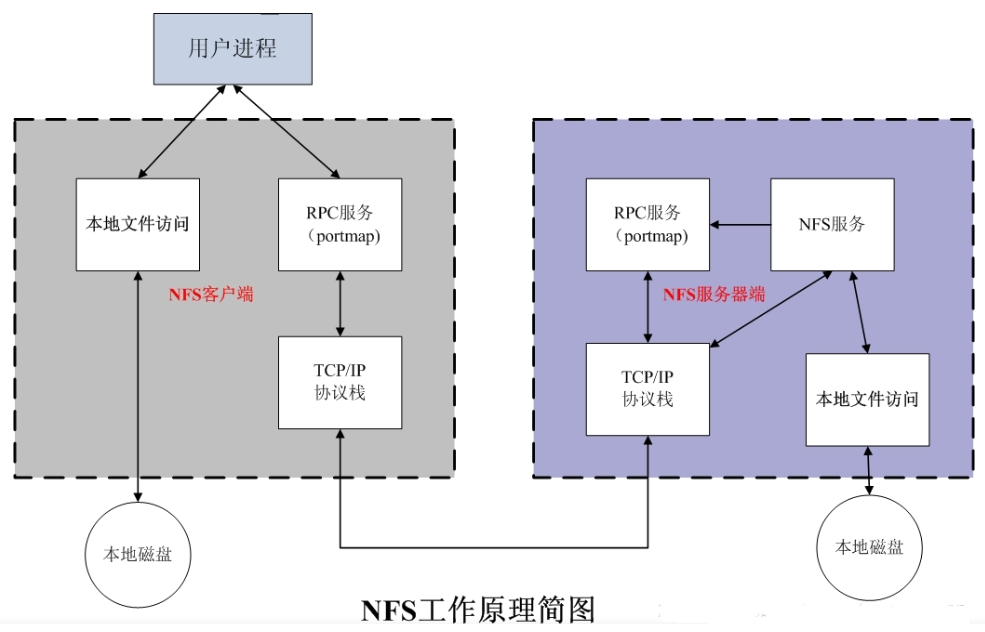 用户进程
本地文件访问
RPC服务
（portmap)
NFS客户端
TCP/IP
协议栈
本地磁盘
RPC服务
（portmap)
NFS服务
NFS服务器端
TCP/IP
协议栈
本地文件访问
本地磁盘
NFS工作原理简图